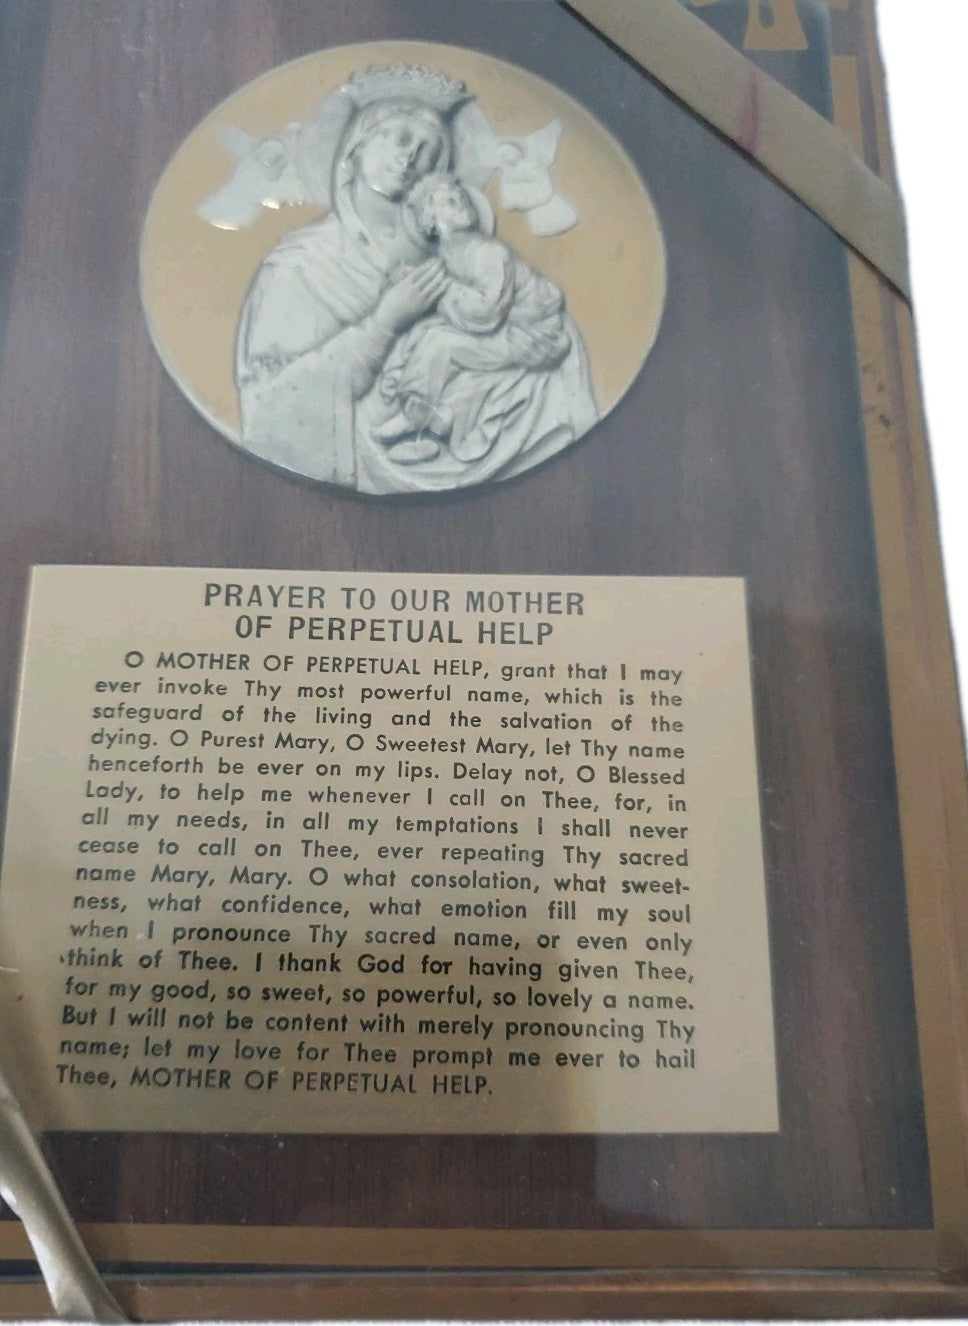 PRAYER TO OUR MOTHER
OF PERPETUAL HELP
O MOTHER OF PERPETUAL HELP, grant that I may
ever invoke Thy most powerful name, which is the
safeguard of the living and the salvation of the
dying. O Purest Mary, O Sweetest Mary, let Thy name
henceforth be ever on my lips. Delay not, O Blessed
Lady, to help me whenever I call on Thee, for, in
all my needs, in all my temptations I shall never
cease to call on Thee, ever repeating Thy sacred
name Mary, Mary. O what consolation, what sweet-
ness, what confidence, what emotion fill my soul
when I pronounce Thy sacred name, or even only
think of Thee. I thank God for having given Thee,
for my good, so sweet, so powerful, so lovely a name.
But I will not be content with merely pronouncing Thy
name; let my love for Thee prompt me ever to hail
Thee, MOTHER OF PERPETUAL HELP.